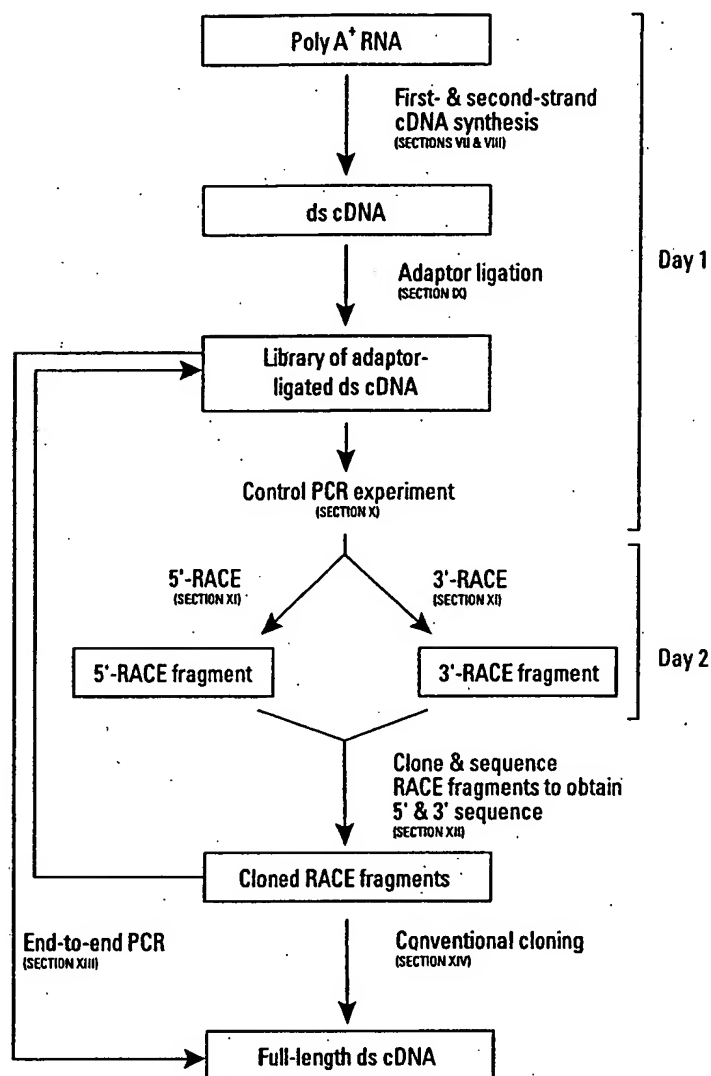 Poly A+ RNA
First- & second-strand
cDNA synthesis
(SECTIONS VII & VIII)
ds cDNA
Adaptor ligation
(SECTION IX)
Day 1
Library of adaptor-
ligated ds cDNA
Control PCR experiment
(SECTION X)
5'-RACE
(SECTION XI)
3'-RACE
(SECTION XI)
5'-RACE fragment
3'-RACE fragment
Day 2
Clone & sequence
RACE fragments to obtain
5' & 3' sequence
(SECTION XII)
Cloned RACE fragments
End-to-end PCR
(SECTION XIII)
Conventional cloning
(SECTION XIV)
Full-length ds cDNA